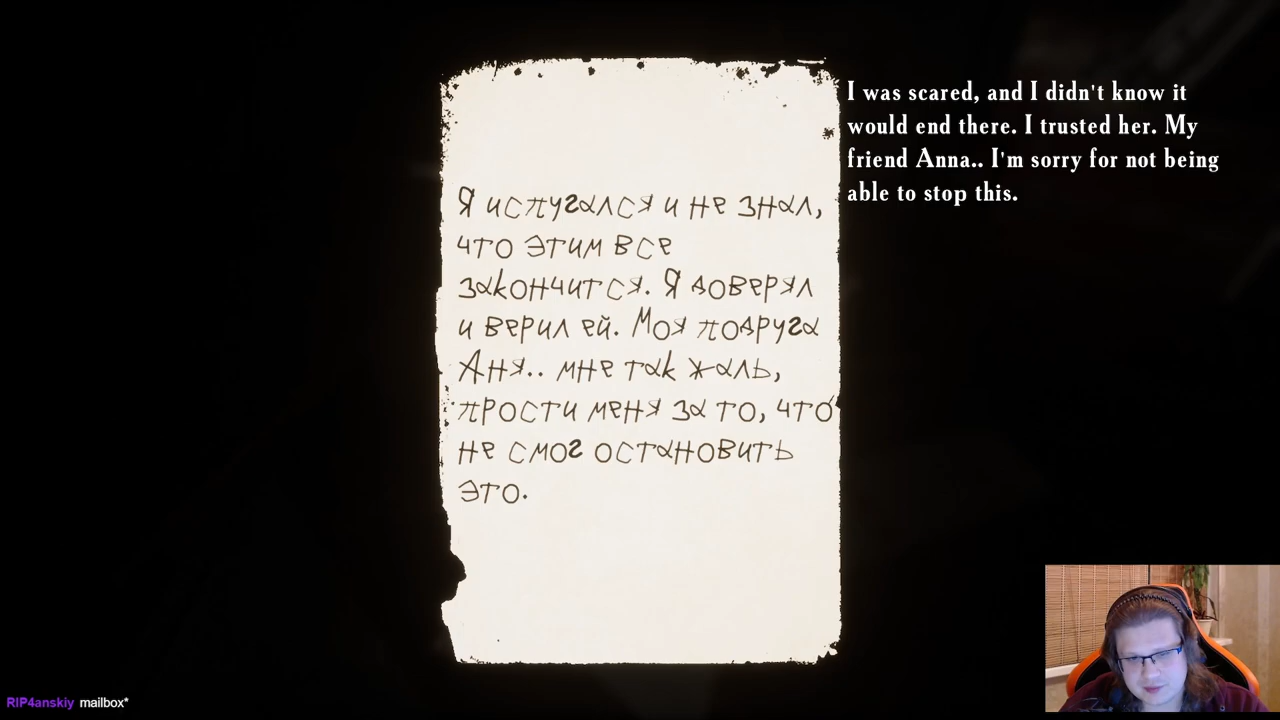 I was scared, and I didn't know it
would end there. I trusted her. My
friend Anna.. I'm sorry for not being
able to stop this.
Я испугался и не знал,
что этим все
закончится. Я доверял
и верил ей. Моя подруга
Аня.. мне так жаль,
прости меня за то, что
не смог остановить
это.
RIP4anskiy mailbox*